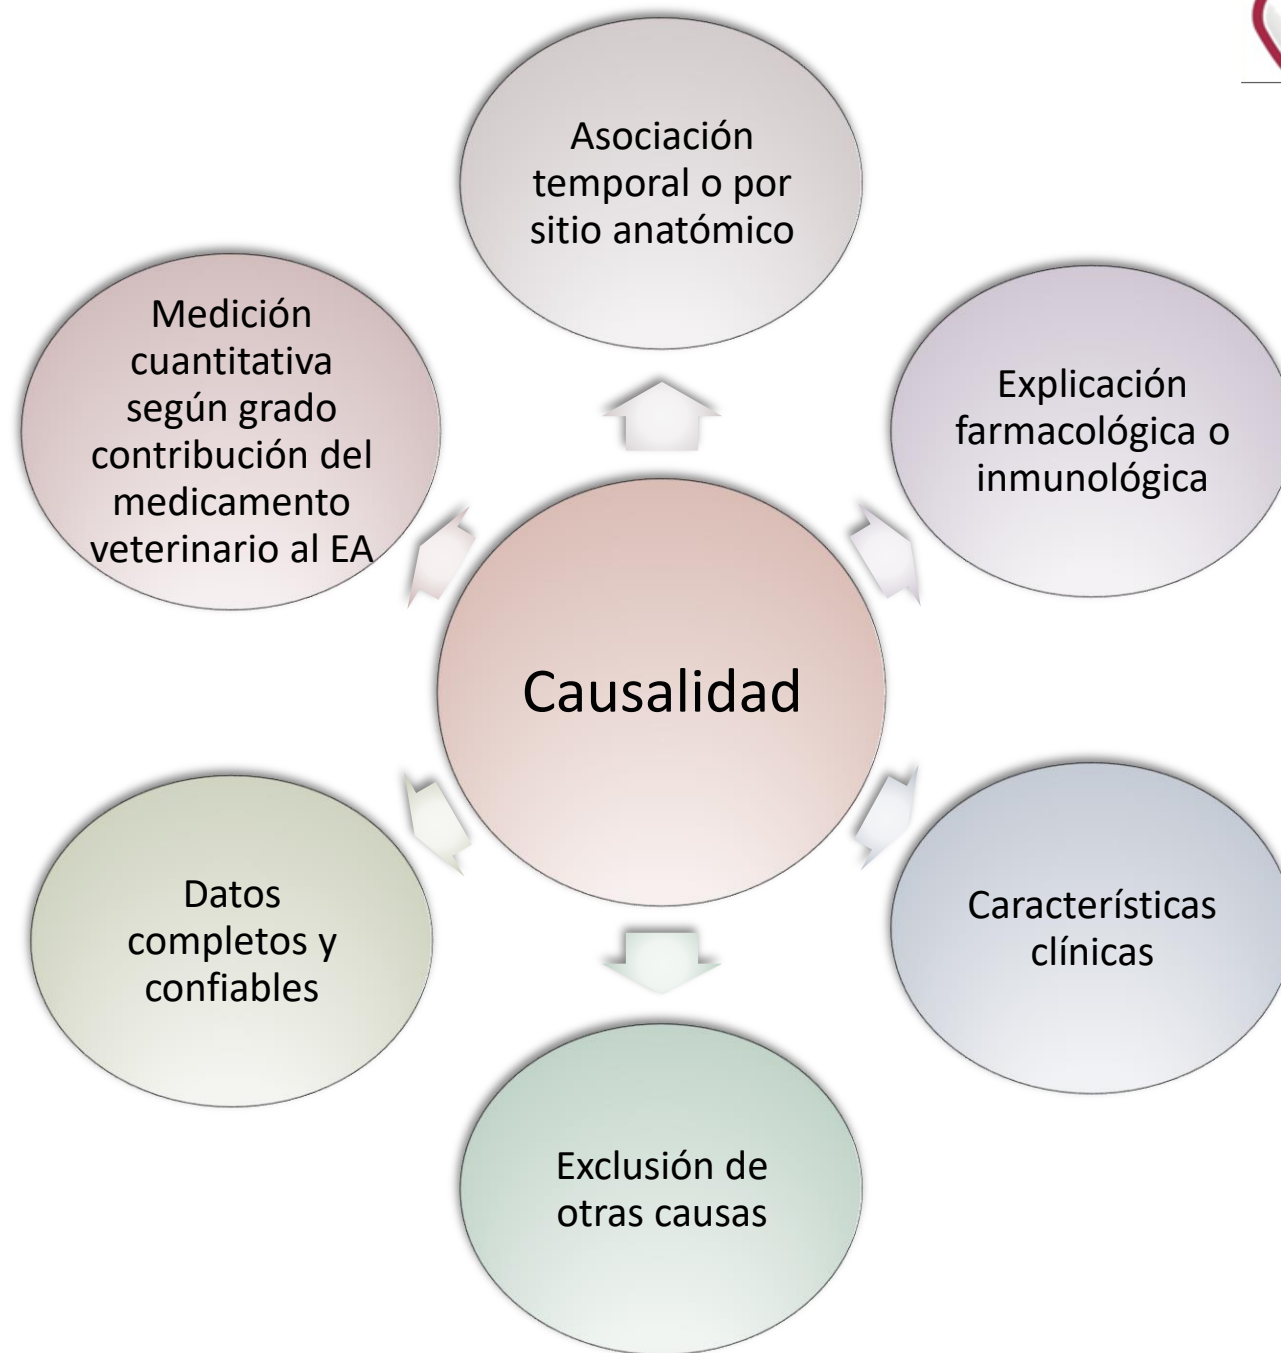 Asociación
temporal o por
sitio anatómico
Explicación
farmacológica o
inmunológica
Características
clínicas
Exclusión de
otras causas
Datos
completos y
confiables
Medición
cuantitativa
según grado
contribución del
medicamento
veterinario al EA
Causalidad